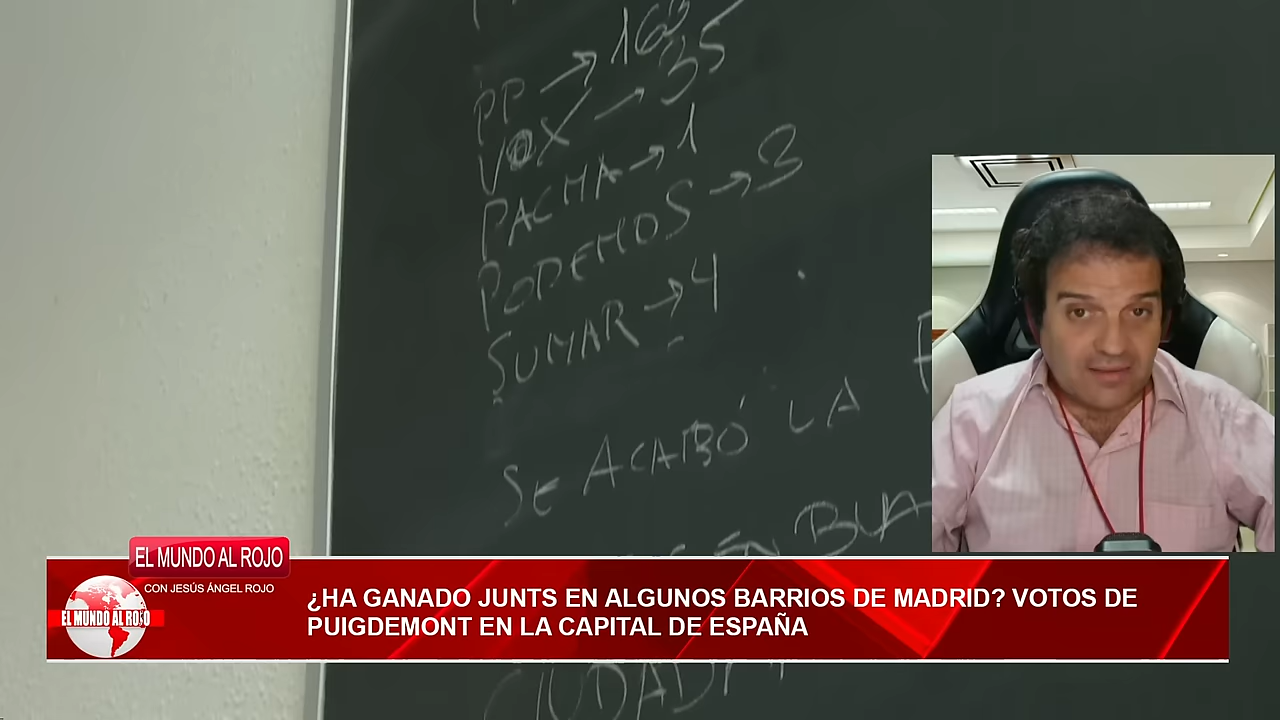 PP → 163
VOX → 35
PACMA → 1
PODEMOS → 3
SUMAR → 4
SE ACABÓ LA
EN BUA
EL MUNDO AL ROJO
CON JESÚS ÁNGEL ROJO
EL MUNDO AL ROJO
¿HA GANADO JUNTS EN ALGUNOS BARRIOS DE MADRID? VOTOS DE
PUIGDEMONT EN LA CAPITAL DE ESPAÑA